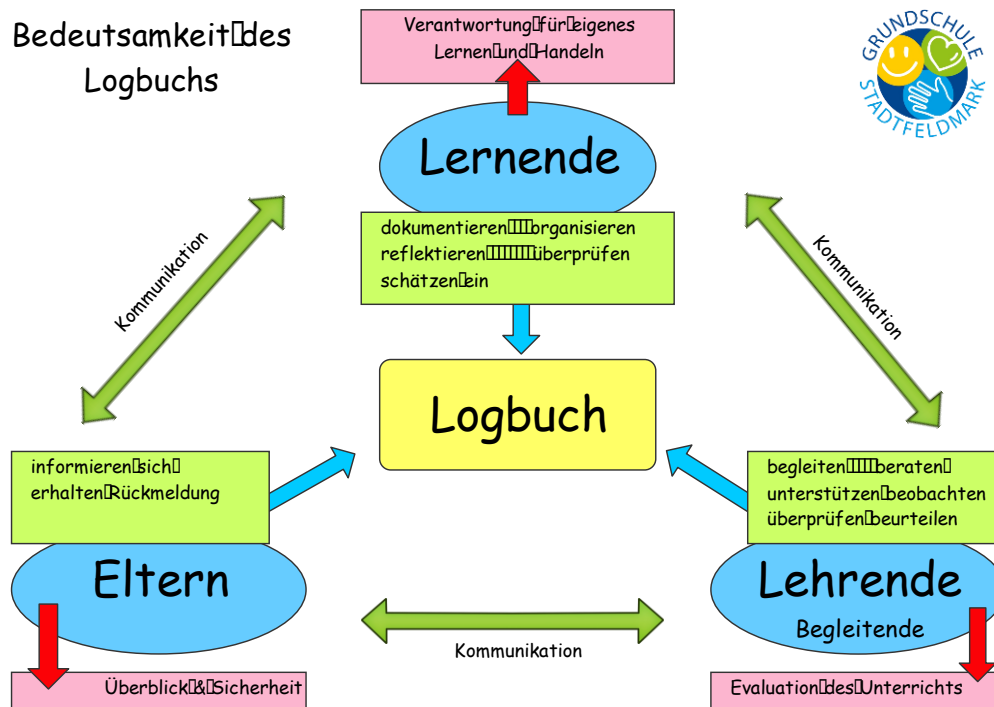 Bedeutsamkeit des
Logbuchs
Verantwortung für eigenes
Lernen und Handeln
GRUNDSCHULE
STADTFELDMARK
Lernende
dokumentieren organisieren
reflektieren überprüfen
schätzen ein
Kommunikation
Kommunikation
Logbuch
informieren sich
erhalten Rückmeldung
begleiten beraten
unterstützen beobachten
überprüfen beurteilen
Eltern
Lehrende
Begleitende
Kommunikation
Überblick & Sicherheit
Evaluation des Unterrichts